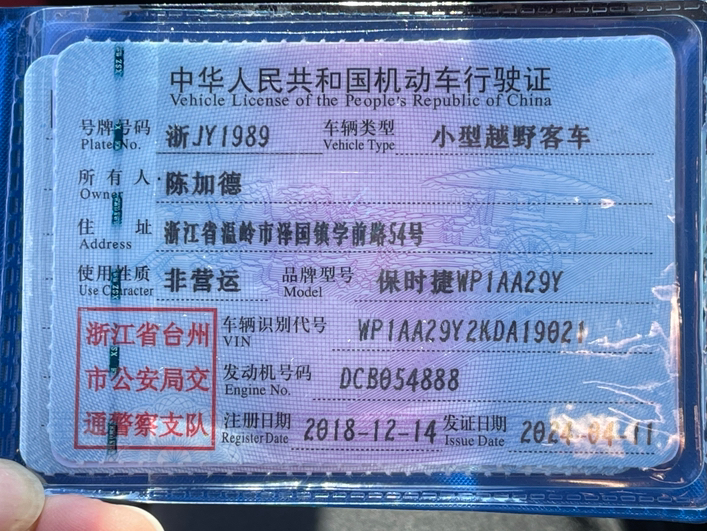 中华人民共和国机动车行驶证
Vehicle License of the People's Republic of China
号牌号码 浙JY1989 车辆类型 小型越野客车
Plate No. Vehicle Type
所有人 陈加德
Owner
住址 浙江省温岭市泽国镇学前路54号
Address
使用性质 非营运 品牌型号 保时捷WP1AA29Y
Use Character Model
浙江省台州
市公安局交
通警察支队
车辆识别代号 WP1AA29Y2KDA19021
VIN
发动机号码 DCB054888
Engine No.
注册日期 2018-12-14 发证日期 2024-04-11
Register Date Issue Date